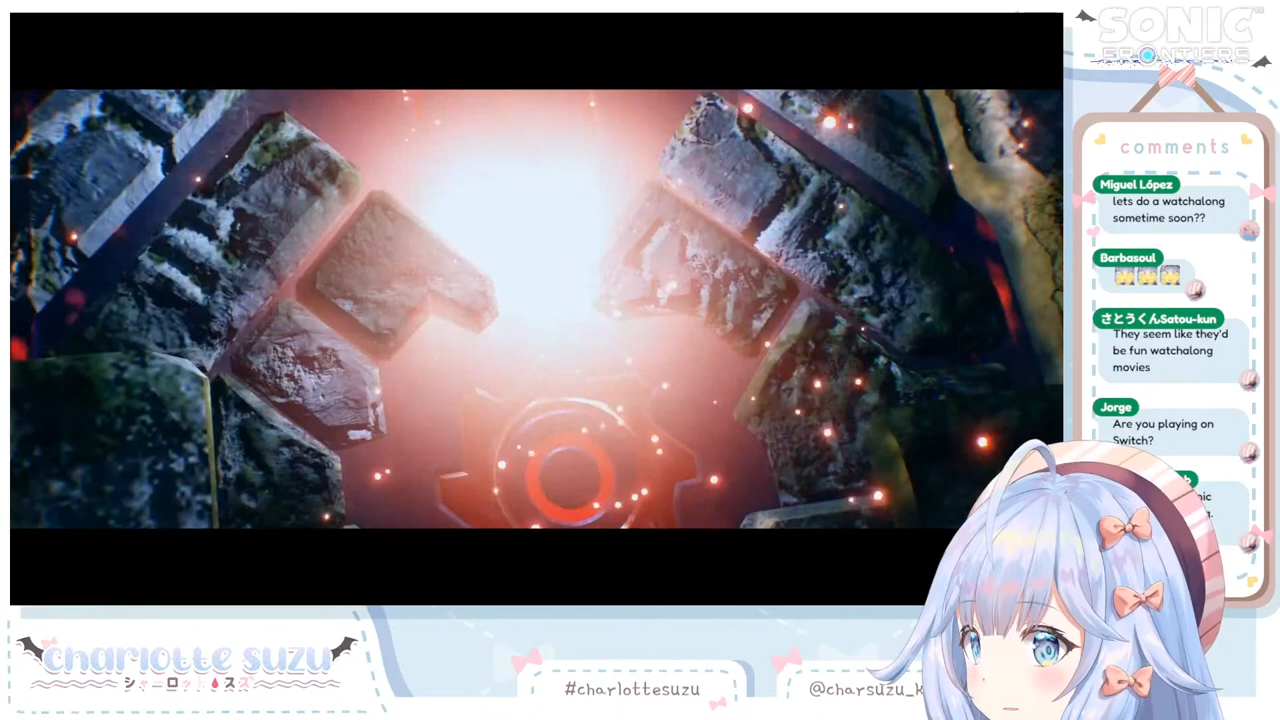 SONIC
FRONTIERS
comments
Miguel López
lets do a watchalong
sometime soon??
Barbasoul
さとうくんSatou-kun
They seem like they'd
be fun watchalong
movies
Jorge
Are you playing on
Switch?
charlotte suzu
シャーロット スズ
#charlottesuzu
@charsuzu_k